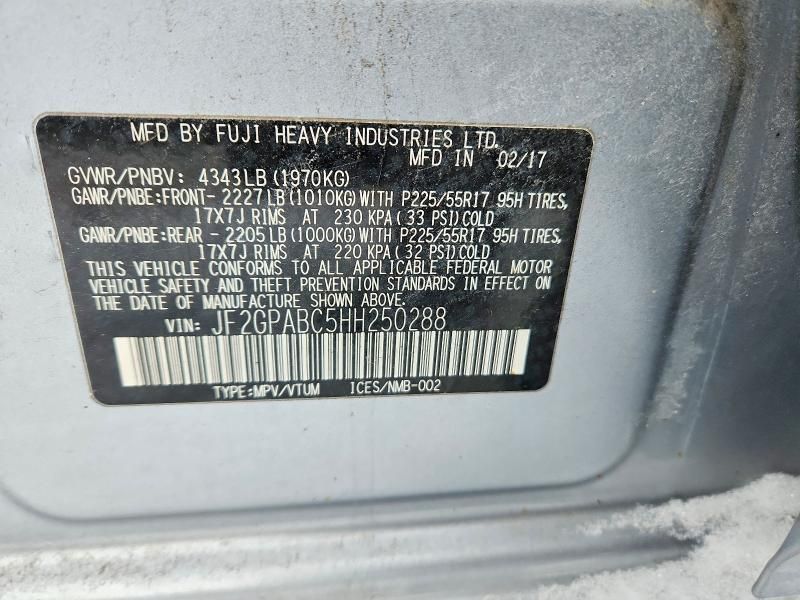 MFD BY FUJI HEAVY INDUSTRIES LTD.
MFD IN 02/17
GVWR/PNBV: 4343LB(1970KG)
GAWR/PNBE:FRONT-2227LB(1010KG)WITH P225/55R17 95H TIRES,
17X7J RIMS AT 230 KPA(33 PSI)COLD
GAWR/PNBE:REAR -2205LB(1000KG)WITH P225/55R17 95H TIRES,
17X7J RIMS AT 220 KPA(32 PSI)COLD
THIS VEHICLE CONFORMS TO ALL APPLICABLE FEDERAL MOTOR
VEHICLE SAFETY AND THEFT PREVENTION STANDARDS IN EFFECT ON
THE DATE OF MANUFACTURE SHOWN ABOVE.
VIN: JF2GPABC5HH250288
TYPE:MPV/VTUM ICES/NMB-002